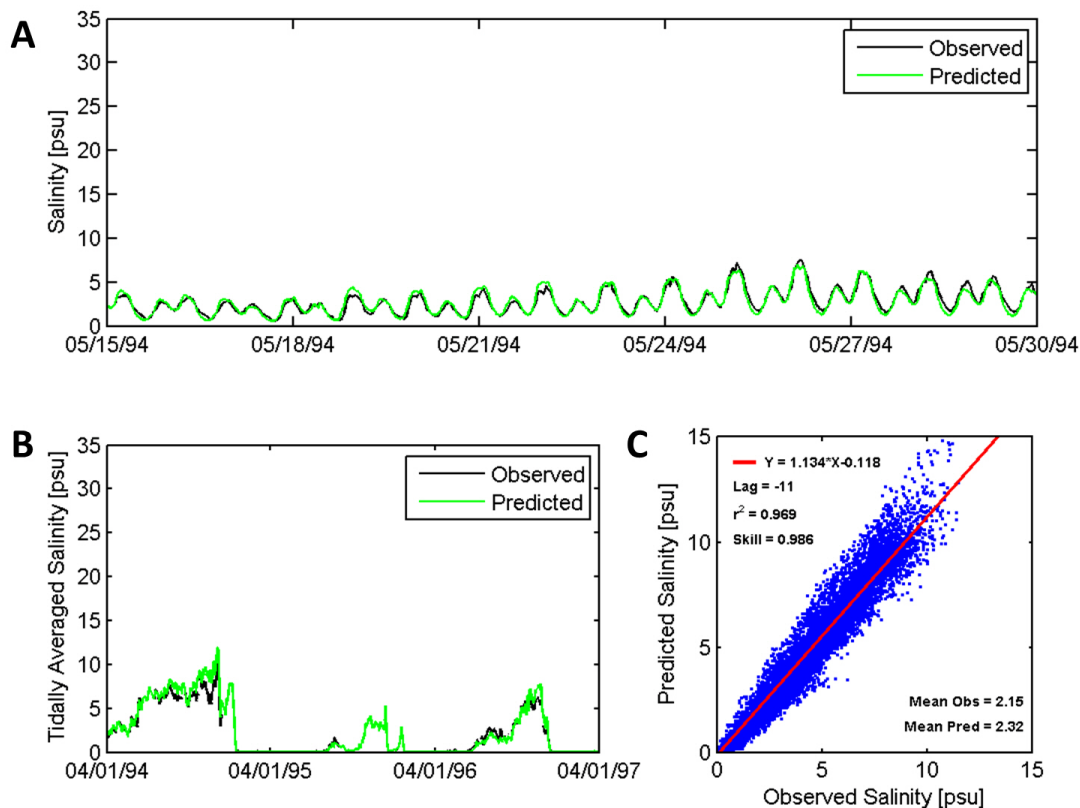 A
Salinity [psu]
35
30
25
20
15
10
5
0
Observed
Predicted
05/15/94 05/18/94 05/21/94 05/24/94 05/27/94 05/30/94
B
Tidally Averaged Salinity [psu]
35
30
25
20
15
10
5
0
Observed
Predicted
04/01/94 04/01/95 04/01/96 04/01/97
C
Predicted Salinity [psu]
15
10
5
0
Y = 1.134*X-0.118
Lag = -11
r² = 0.969
Skill = 0.986
Mean Obs = 2.15
Mean Pred = 2.32
0 5 10 15
Observed Salinity [psu]